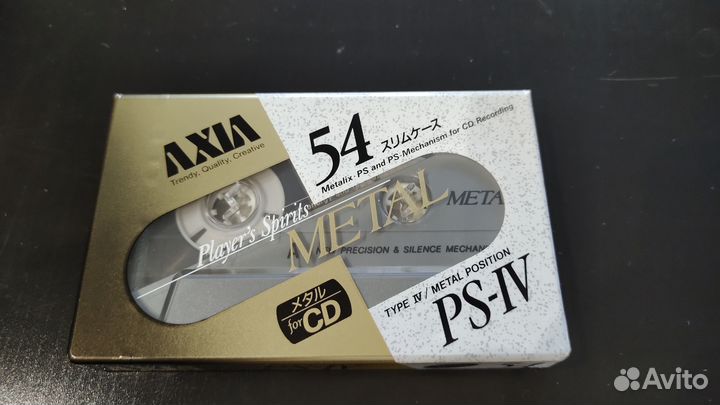 AXIA
Trendy, Quality, Creative
54 スリムケース
Metalix·PS and PS·Mechanism for CD Recording
Player's Spirits
METAL
META
PRECISION & SILENCE MECHAN
TYPE IV/METAL POSITION
PS-IV
メタル
for CD
Avito